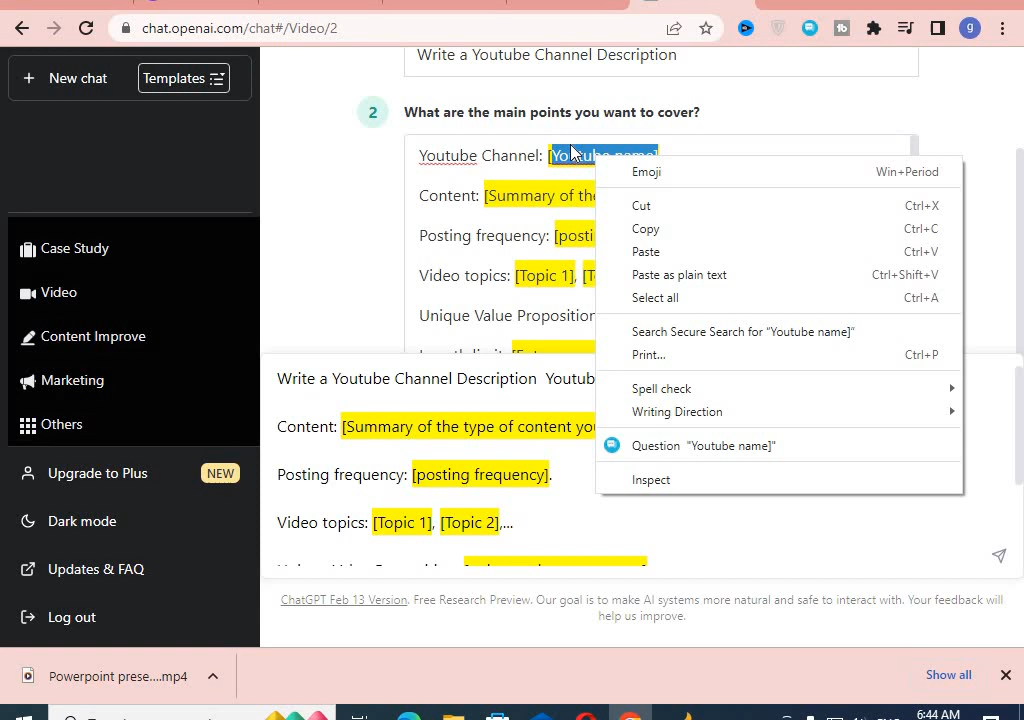 chat.openai.com/chat#/Video/2
g
+ New chat
Templates
Write a Youtube Channel Description
2 What are the main points you want to cover?
Youtube Channel: [Youtube name]
Content: [Summary of the
Posting frequency: [posti
Video topics: [Topic 1], [T
Unique Value Proposition
Emoji Win+Period
Cut Ctrl+X
Copy Ctrl+C
Paste Ctrl+V
Paste as plain text Ctrl+Shift+V
Select all Ctrl+A
Search Secure Search for "Youtube name]"
Print... Ctrl+P
Spell check
Writing Direction
Question "Youtube name]"
Inspect
Case Study
Video
Content Improve
Marketing
Others
Upgrade to Plus NEW
Dark mode
Updates & FAQ
Log out
Write a Youtube Channel Description Youtub
Content: [Summary of the type of content you
Posting frequency: [posting frequency].
Video topics: [Topic 1], [Topic 2],...
ChatGPT Feb 13 Version. Free Research Preview. Our goal is to make AI systems more natural and safe to interact with. Your feedback will
help us improve.
Powerpoint prese....mp4
Show all
6:44 AM